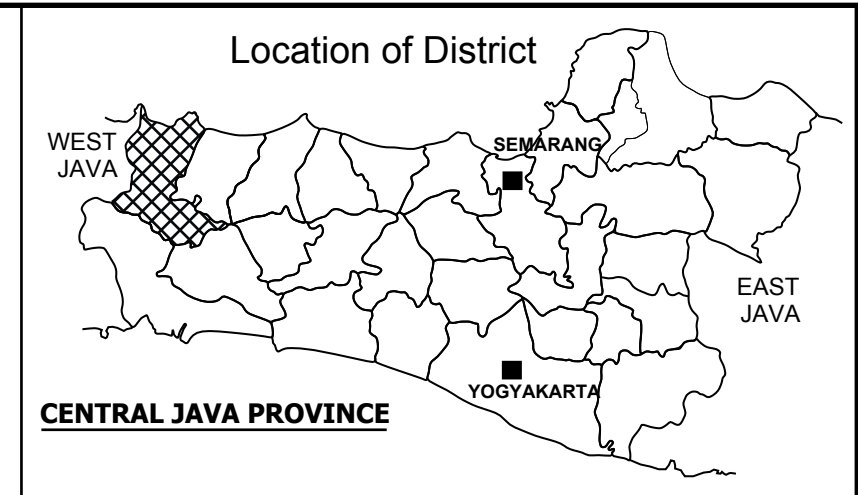 Location of District
WEST
JAVA
SEMARANG
EAST
JAVA
YOGYAKARTA
CENTRAL JAVA PROVINCE